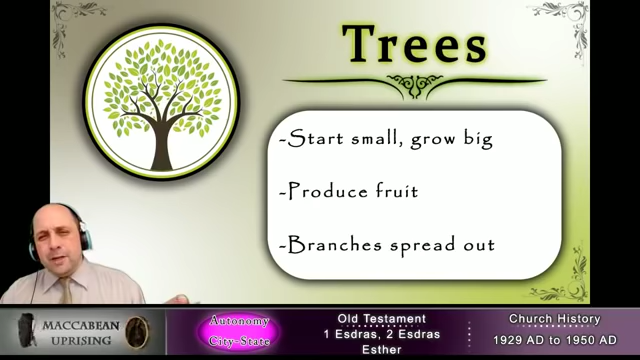 Trees
-Start small, grow big
-Produce fruit
-Branches spread out
MACCABEAN
UPRISING
Autonomy
City-State
Old Testament
1 Esdras, 2 Esdras
Esther
Church History
1929 AD to 1950 AD